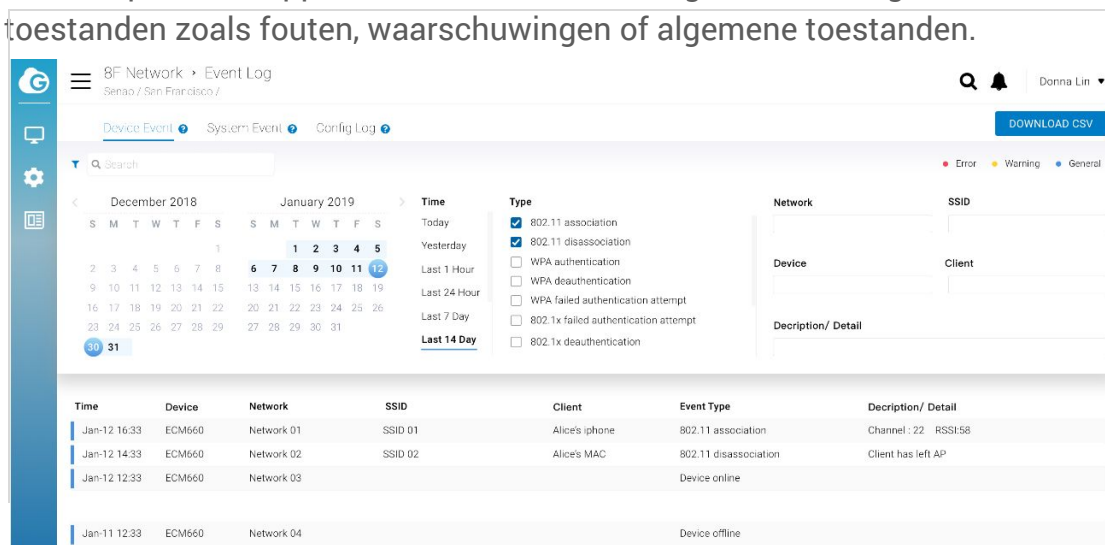 toestanden zoals fouten, waarschuwingen of algemene toestanden.
8F Network › Event Log
Senao / San Francisco /
Donna Lin
Device Event System Event Config Log
DOWNLOAD CSV
Search
Error Warning General
December 2018
S M T W T F S
1
2 3 4 5 6 7 8
9 10 11 12 13 14 15
16 17 18 19 20 21 22
23 24 25 26 27 28 29
30 31
January 2019
S M T W T F S
1 2 3 4 5
6 7 8 9 10 11 12
13 14 15 16 17 18 19
20 21 22 23 24 25 26
27 28 29 30 31
Time
Today
Yesterday
Last 1 Hour
Last 24 Hour
Last 7 Day
Last 14 Day
Type
802.11 association
802.11 disassociation
WPA authentication
WPA deauthentication
WPA failed authentication attempt
802.1x failed authentication attempt
802.1x deauthentication
Network
SSID
Device
Client
Decription/ Detail
Time Device Network SSID Client Event Type Decription/ Detail
Jan-12 16:33 ECM660 Network 01 SSID 01 Alice's iphone 802.11 association Channel : 22 RSSI:58
Jan-12 14:33 ECM660 Network 02 SSID 02 Alice's MAC 802.11 disassociation Client has left AP
Jan-12 12:33 ECM660 Network 03 Device online
Jan-11 12:33 ECM660 Network 04 Device offline